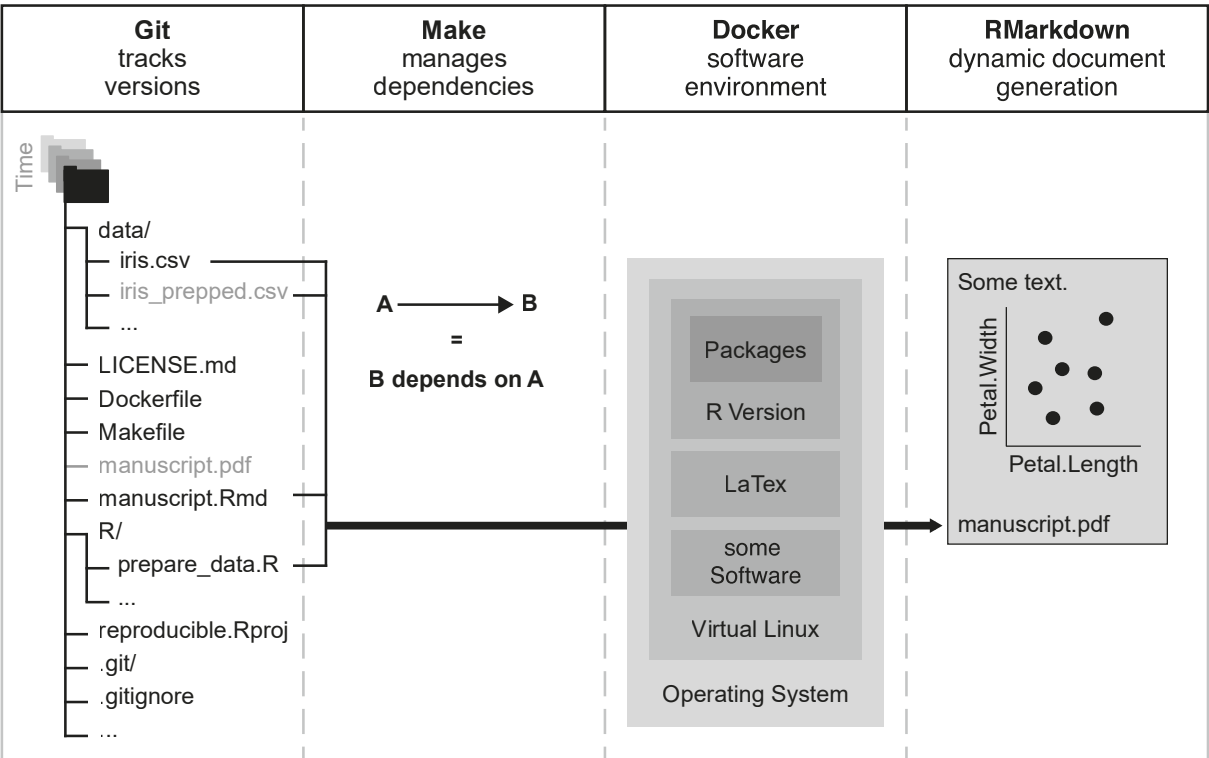 Git
tracks
versions
Make
manages
dependencies
Docker
software
environment
RMarkdown
dynamic document
generation
Time
data/
iris.csv
iris_prepped.csv
...
LICENSE.md
Dockerfile
Makefile
manuscript.pdf
manuscript.Rmd
R/
prepare_data.R
...
reproducible.Rproj
.git/
.gitignore
...
A
B
=
B depends on A
Packages
R Version
LaTex
some
Software
Virtual Linux
Operating System
Some text.
Petal.Width
Petal.Length
manuscript.pdf